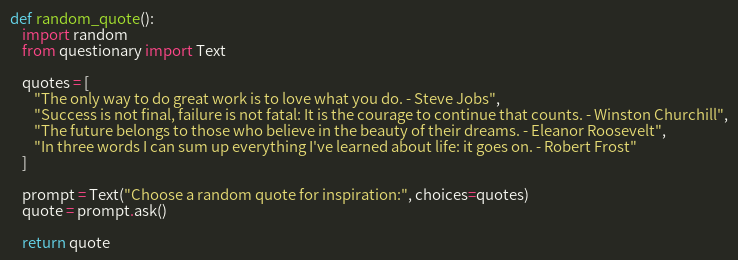 def random_quote():
    import random
    from questionary import Text

    quotes = [
        "The only way to do great work is to love what you do. - Steve Jobs",
        "Success is not final, failure is not fatal: It is the courage to continue that counts. - Winston Churchill",
        "The future belongs to those who believe in the beauty of their dreams. - Eleanor Roosevelt",
        "In three words I can sum up everything I've learned about life: it goes on. - Robert Frost"
    ]

    prompt = Text("Choose a random quote for inspiration:", choices=quotes)
    quote = prompt.ask()

    return quote